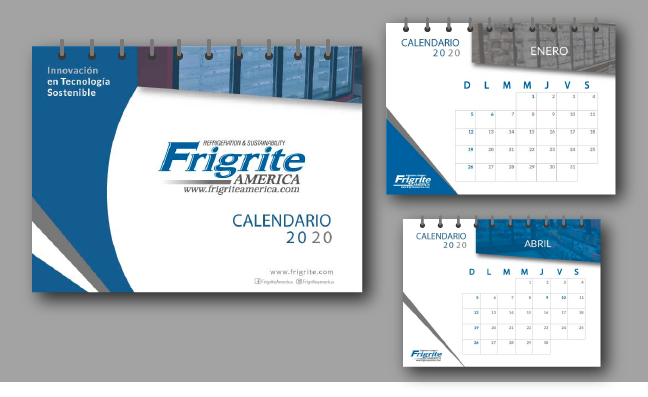 Innovación
en Tecnología
Sostenible
REFRIGERATION & SUSTAINABILITY
Frigrite
AMERICA
www.frigriteamerica.com
CALENDARIO
2020
www.frigrite.com
FrigriteAmerica Frigriteamerica
CALENDARIO
2020
ENERO
D L M M J V S
1 2 3 4
5 6 7 8 9 10 11
12 13 14 15 16 17 18
19 20 21 22 23 24 25
26 27 28 29 30 31
Frigrite
AMERICA
CALENDARIO
2020
ABRIL
D L M M J V S
1 2 3 4
5 6 7 8 9 10 11
12 13 14 15 16 17 18
19 20 21 22 23 24 25
26 27 28 29 30
Frigrite
AMERICA